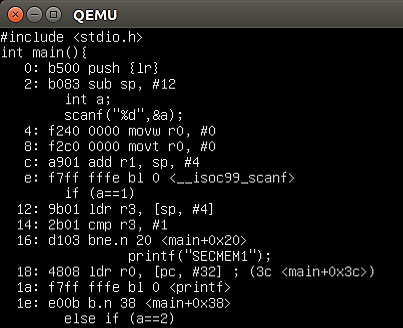 QEMU
#include <stdio.h>
int main(){
0: b500 push {lr}
2: b083 sub sp, #12
int a;
scanf("%d",&a);
4: f240 0000 movw r0, #0
8: f2c0 0000 movt r0, #0
c: a901 add r1, sp, #4
e: f7ff fffe bl 0 <__isoc99_scanf>
if (a==1)
12: 9b01 ldr r3, [sp, #4]
14: 2b01 cmp r3, #1
16: d103 bne.n 20 <main+0x20>
printf("SECMEM1");
18: 4808 ldr r0, [pc, #32] ; (3c <main+0x3c>)
1a: f7ff fffe bl 0 <printf>
1e: e00b b.n 38 <main+0x38>
else if (a==2)